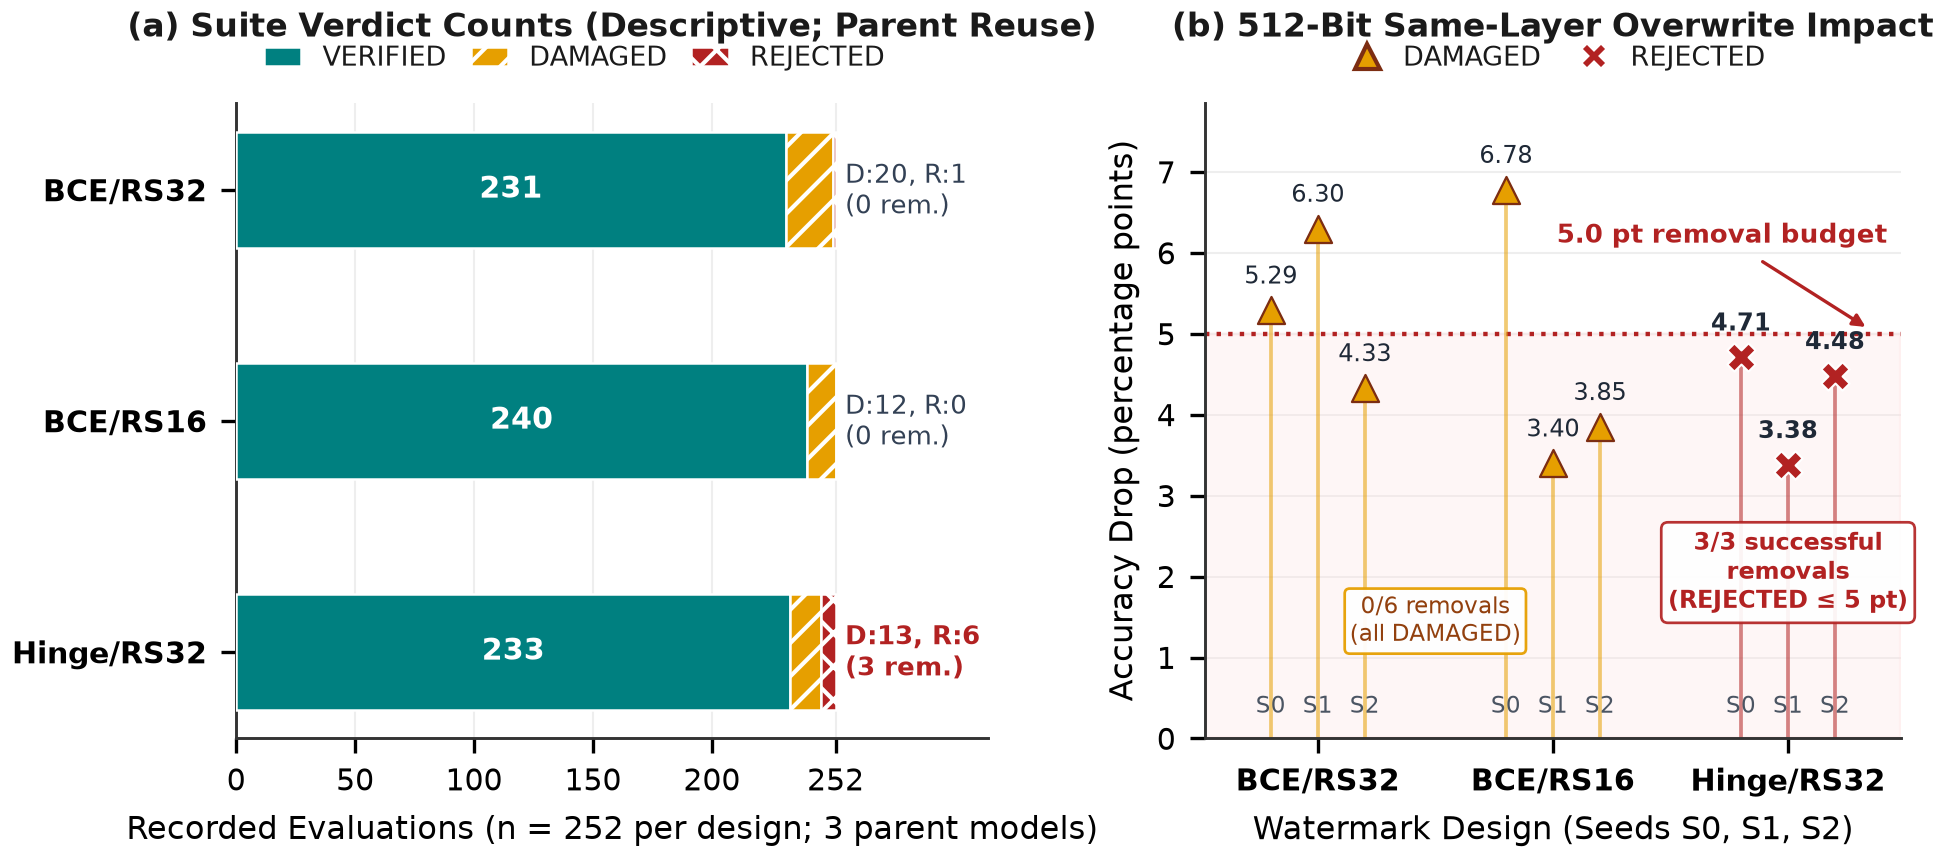 (a) Suite Verdict Counts (Descriptive; Parent Reuse)
VERIFIED DAMAGED REJECTED
BCE/RS32
231
D:20, R:1
(0 rem.)
BCE/RS16
240
D:12, R:0
(0 rem.)
Hinge/RS32
233
D:13, R:6
(3 rem.)
0 50 100 150 200 252
Recorded Evaluations (n = 252 per design; 3 parent models)
(b) 512-Bit Same-Layer Overwrite Impact
DAMAGED REJECTED
Accuracy Drop (percentage points)
7
6
5
4
3
2
1
0
5.29
6.30
4.33
6.78
3.40
3.85
4.71
3.38
4.48
5.0 pt removal budget
0/6 removals
(all DAMAGED)
3/3 successful
removals
(REJECTED ≤ 5 pt)
S0 S1 S2 S0 S1 S2 S0 S1 S2
BCE/RS32 BCE/RS16 Hinge/RS32
Watermark Design (Seeds S0, S1, S2)